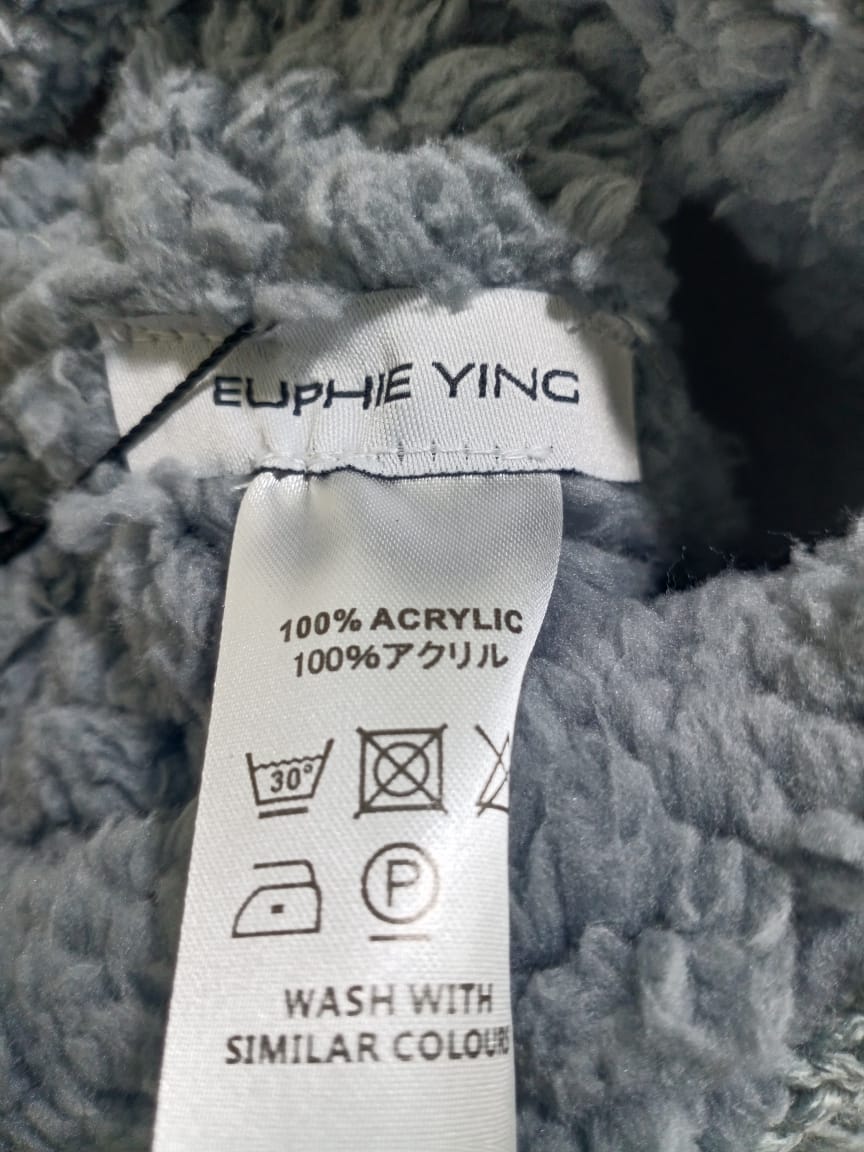 EUPHIE YING
100% ACRYLIC
100%アクリル
30°
P
WASH WITH
SIMILAR COLOURS